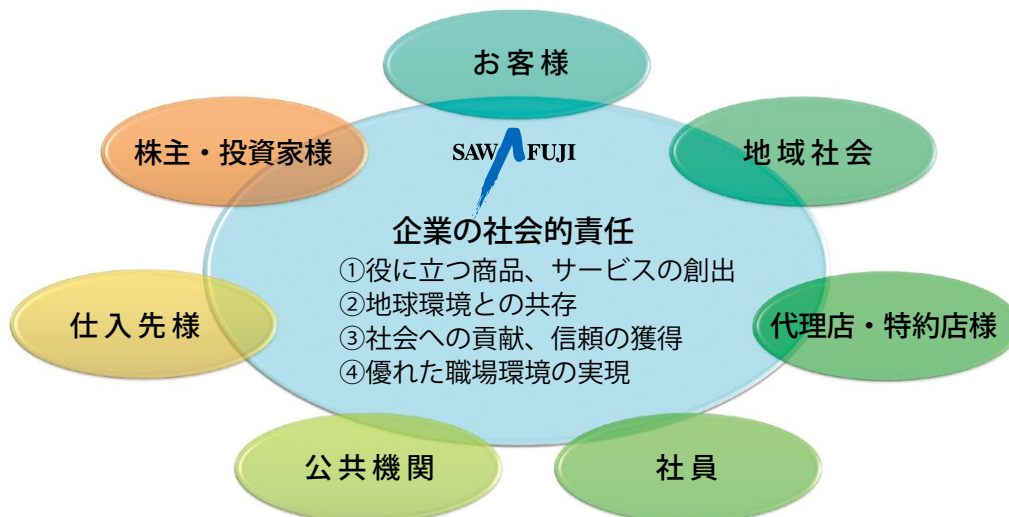 お客様
株主・投資家様
地域社会
SAWAFUJI
企業の社会的責任
①役に立つ商品、サービスの創出
②地球環境との共存
③社会への貢献、信頼の獲得
④優れた職場環境の実現
仕入先様
代理店・特約店様
公共機関
社員